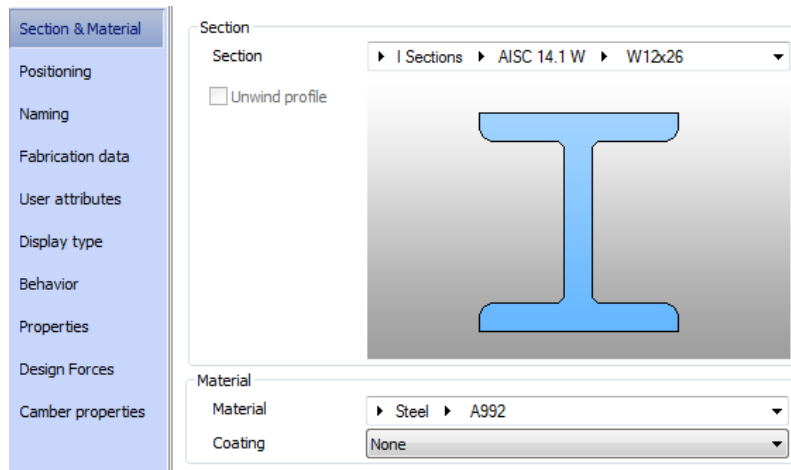 Section & Material
Positioning
Naming
Fabrication data
User attributes
Display type
Behavior
Properties
Design Forces
Camber properties
Section
Section I Sections AISC 14.1 W W12x26
Unwind profile
Material
Material Steel A992
Coating None